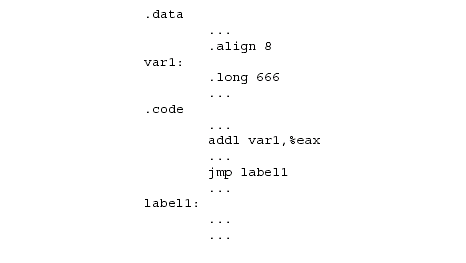 .data
...
.align 8
var1:
.long 666
...
.code
...
addl var1,%eax
...
jmp label1
...
label1:
...
...